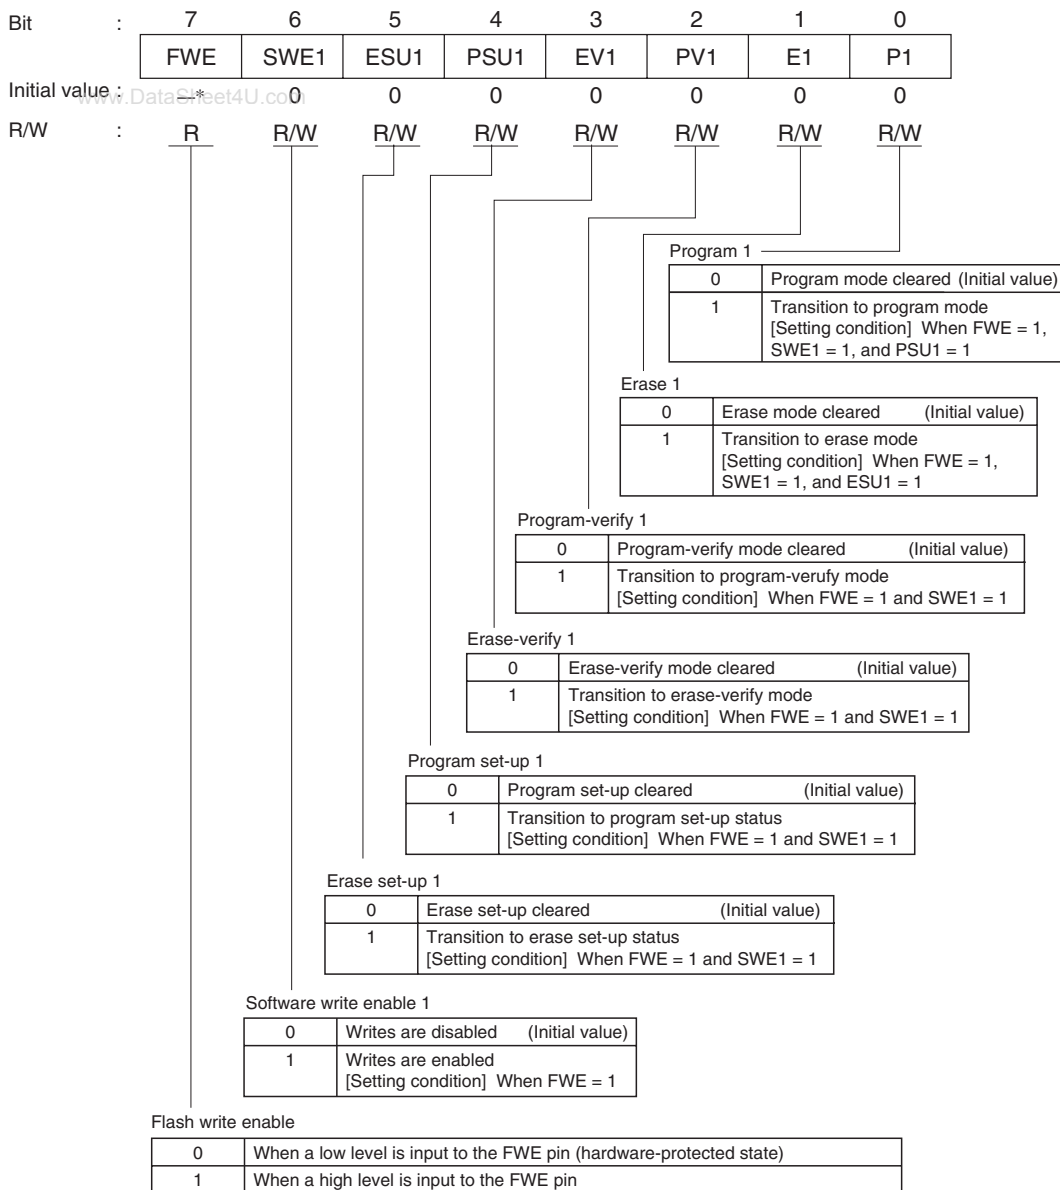 Bit : 7 6 5 4 3 2 1 0
FWE SWE1 ESU1 PSU1 EV1 PV1 E1 P1
Initial value : —* 0 0 0 0 0 0 0
www.DataSheet4U.com
R/W : R R/W R/W R/W R/W R/W R/W R/W
Program 1
0 Program mode cleared (Initial value)
1 Transition to program mode
[Setting condition] When FWE = 1,
SWE1 = 1, and PSU1 = 1
Erase 1
0 Erase mode cleared (Initial value)
1 Transition to erase mode
[Setting condition] When FWE = 1,
SWE1 = 1, and ESU1 = 1
Program-verify 1
0 Program-verify mode cleared (Initial value)
1 Transition to program-verufy mode
[Setting condition] When FWE = 1 and SWE1 = 1
Erase-verify 1
0 Erase-verify mode cleared (Initial value)
1 Transition to erase-verify mode
[Setting condition] When FWE = 1 and SWE1 = 1
Program set-up 1
0 Program set-up cleared (Initial value)
1 Transition to program set-up status
[Setting condition] When FWE = 1 and SWE1 = 1
Erase set-up 1
0 Erase set-up cleared (Initial value)
1 Transition to erase set-up status
[Setting condition] When FWE = 1 and SWE1 = 1
Software write enable 1
0 Writes are disabled (Initial value)
1 Writes are enabled
[Setting condition] When FWE = 1
Flash write enable
0 When a low level is input to the FWE pin (hardware-protected state)
1 When a high level is input to the FWE pin